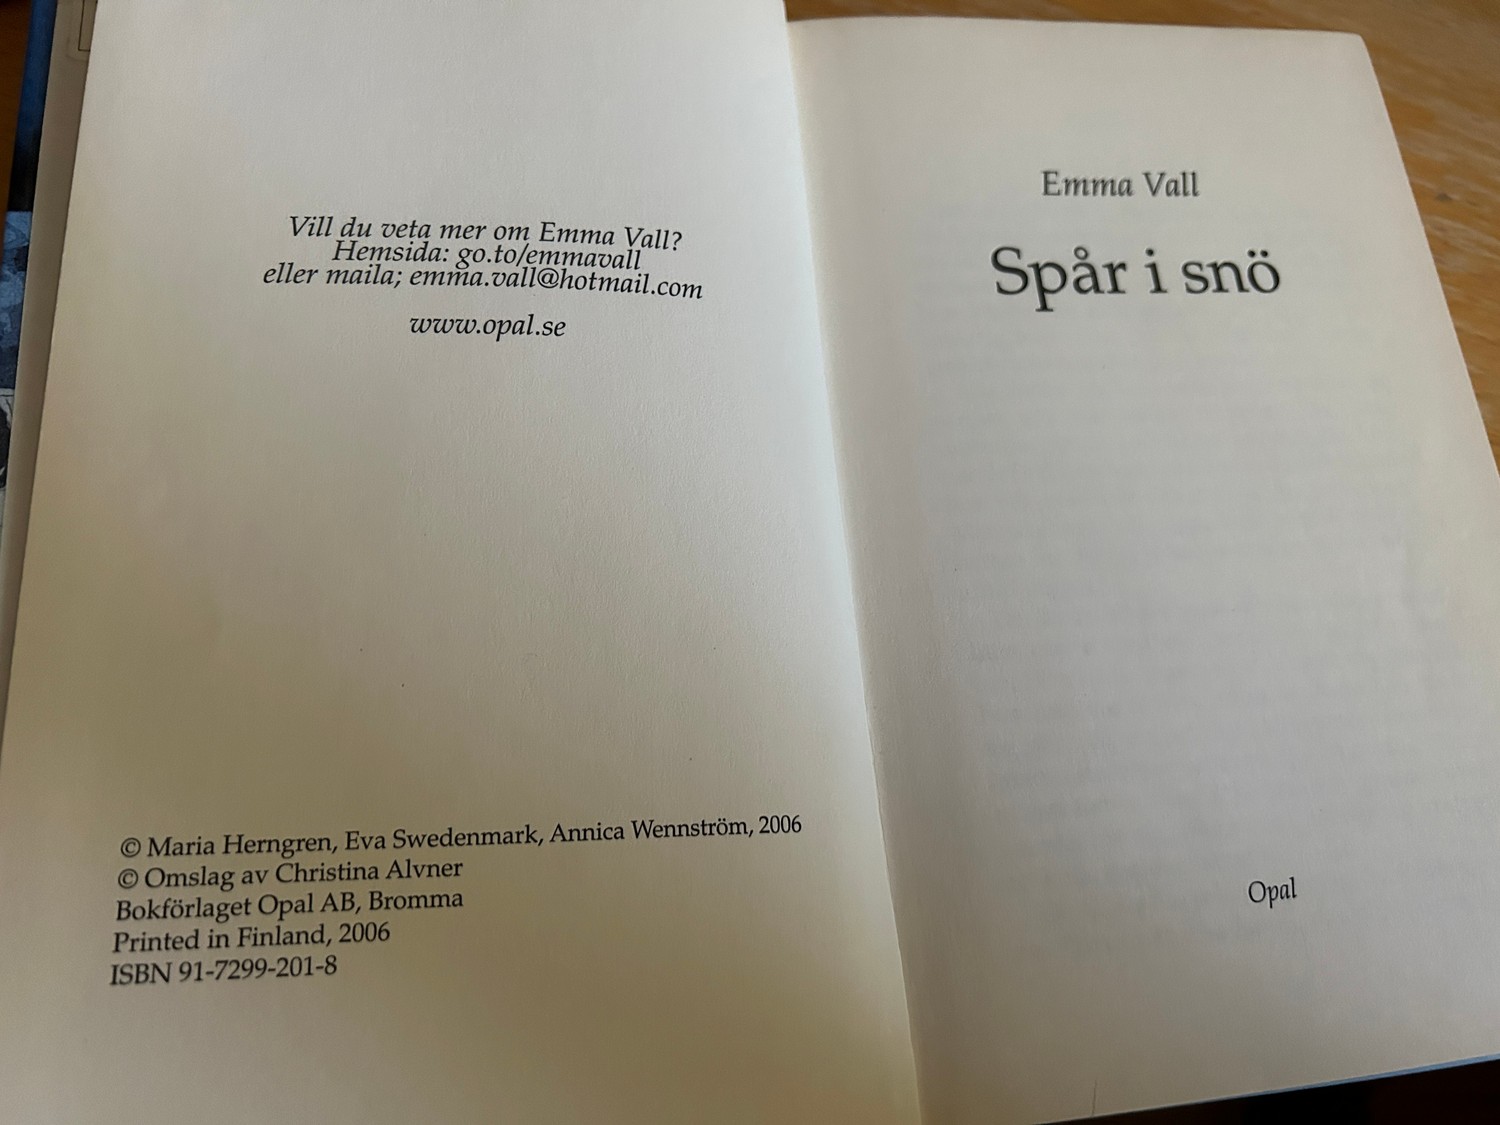 Vill du veta mer om Emma Vall?
Hemsida: go.to/emmavall
eller maila; emma.vall@hotmail.com
www.opal.se
© Maria Herngren, Eva Swedenmark, Annica Wennström, 2006
© Omslag av Christina Alvner
Bokförlaget Opal AB, Bromma
Printed in Finland, 2006
ISBN 91-7299-201-8
Emma Vall
Spår i snö
Opal